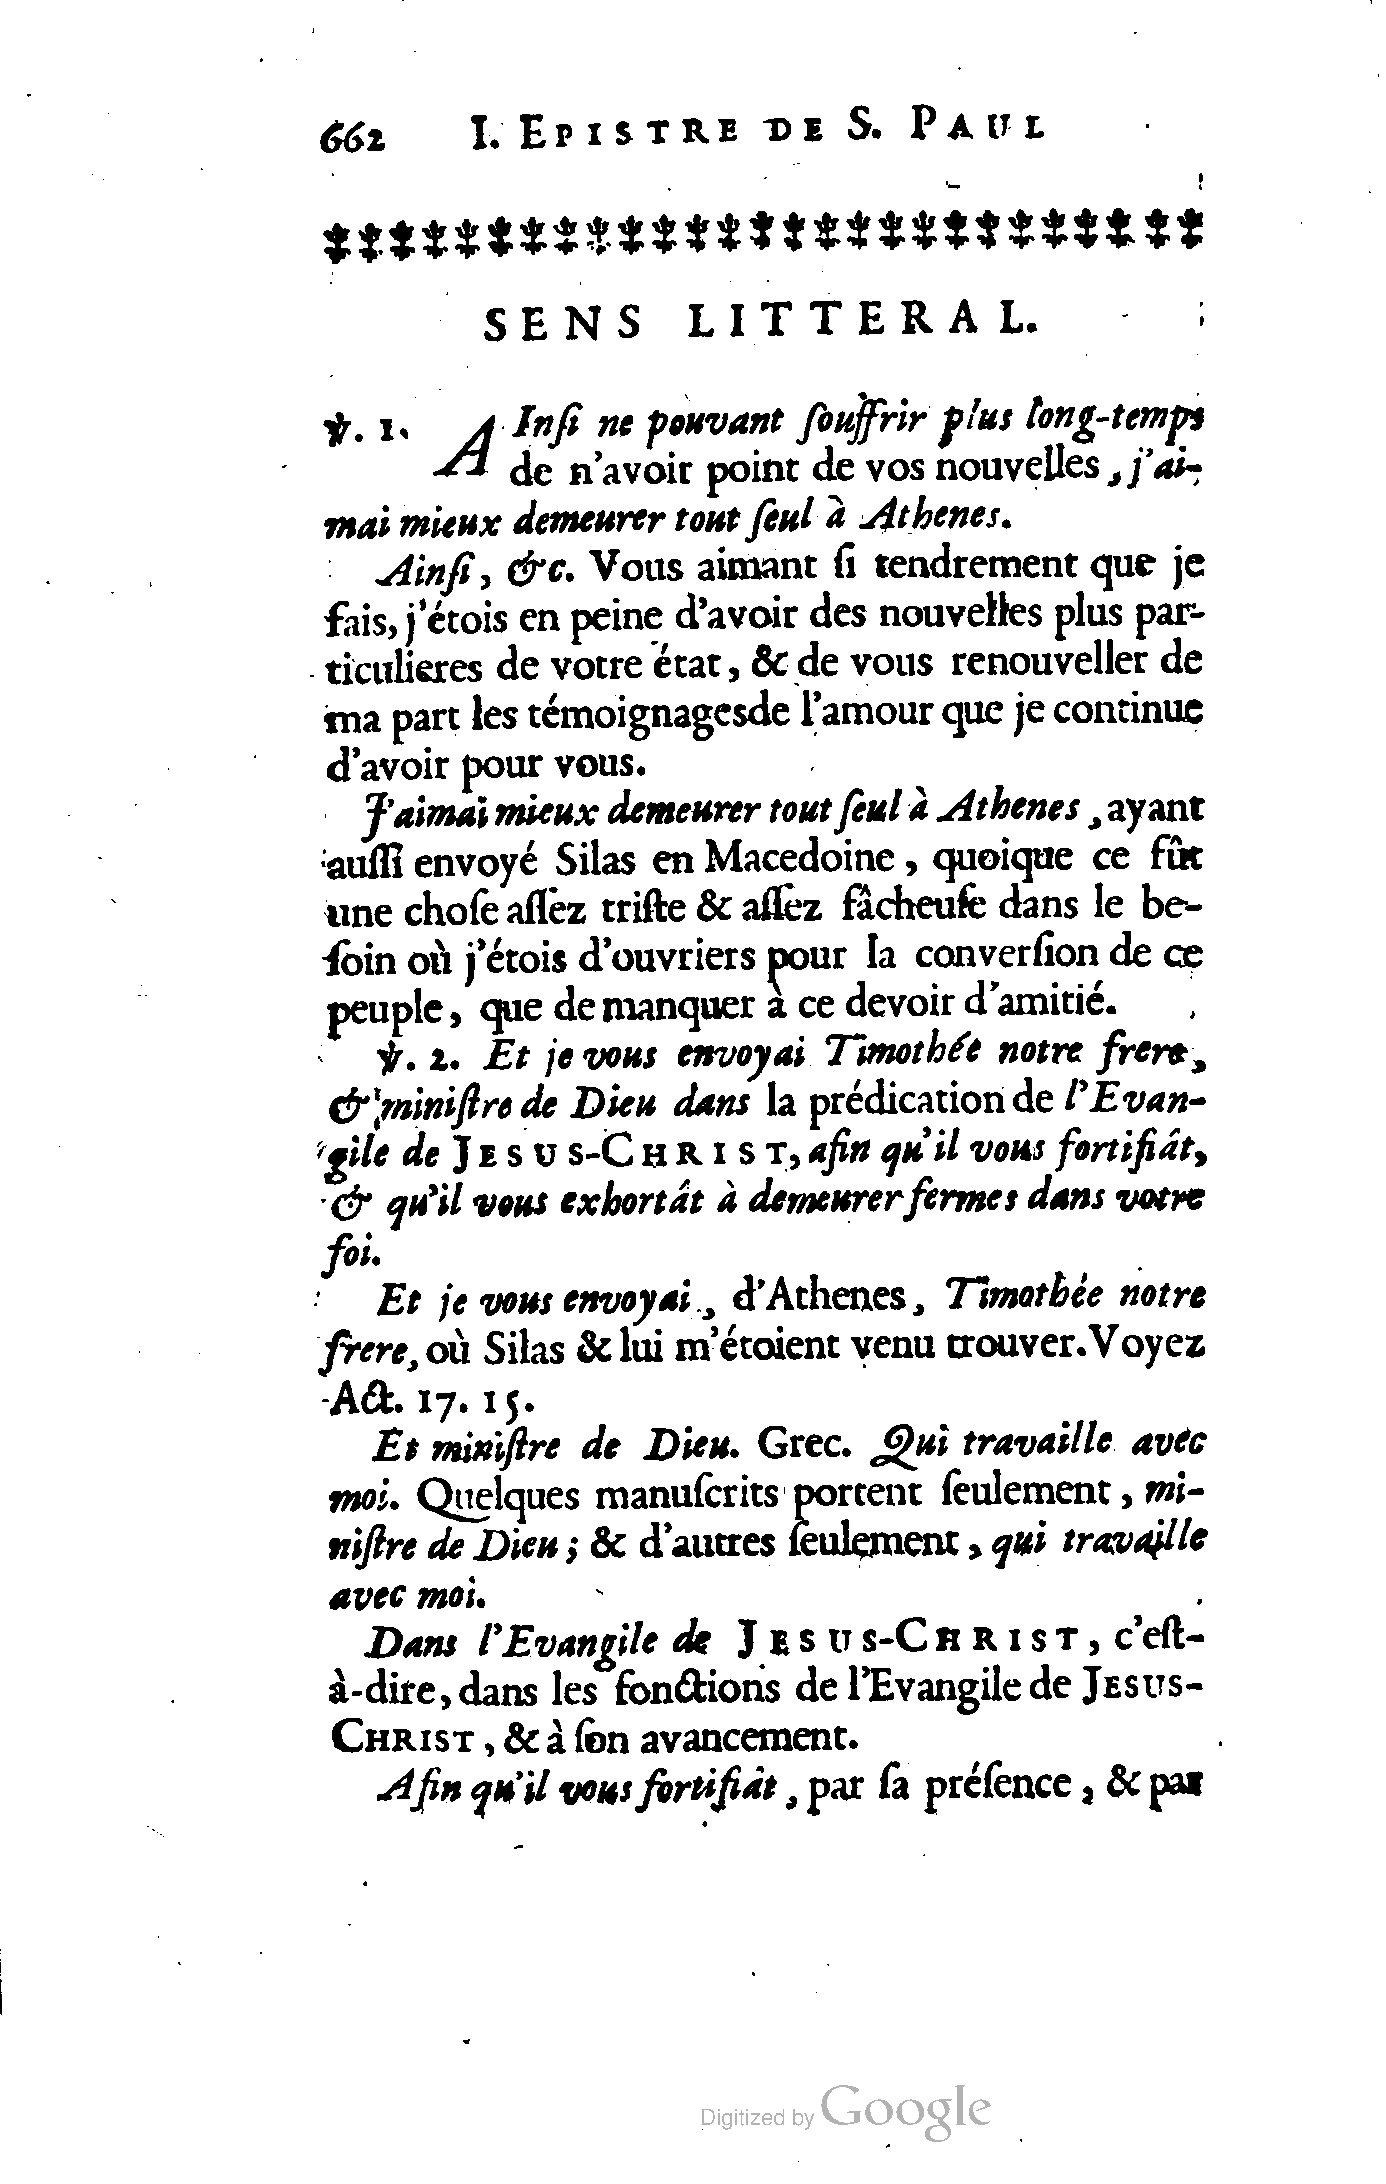 662 I. EPISTRE DE S. PAUL
SENS LITTERAL.
℣. 1. AInſi ne pouvant ſouffrir plus long-temps
de n'avoir point de vos nouvelles, j'ai-
mai mieux demeurer tout ſeul à Athenes.
Ainſi, &c. Vous aimant ſi tendrement que je
fais, j'étois en peine d'avoir des nouvelles plus par-
ticulieres de votre état, & de vous renouveller de
ma part les témoignagesde l'amour que je continue
d'avoir pour vous.
J'aimai mieux demeurer tout ſeul à Athenes, ayant
auſſi envoyé Silas en Macedoine, quoique ce fût
une choſe aſſez triſte & aſſez fâcheuſe dans le be-
ſoin où j'étois d'ouvriers pour la converſion de ce
peuple, que de manquer à ce devoir d'amitié.
℣. 2. Et je vous envoyai Timothée notre frere,
& miniſtre de Dieu dans la prédication de l'Evan-
gile de JESUS-CHRIST, afin qu'il vous fortifiât,
& qu'il vous exhortât à demeurer fermes dans votre
foi.
Et je vous envoyai, d'Athenes, Timothée notre
frere, où Silas & lui m'étoient venu trouver. Voyez
Act. 17. 15.
Et miniſtre de Dieu. Grec. Qui travaille avec
moi. Quelques manuſcrits portent ſeulement, mi-
niſtre de Dieu; & d'autres ſeulement, qui travaille
avec moi.
Dans l'Evangile de JESUS-CHRIST, c'eſt-
à-dire, dans les fonctions de l'Evangile de JESUS-
CHRIST, & à ſon avancement.
Afin qu'il vous fortifiât, par ſa préſence, & par
Digitized by Google